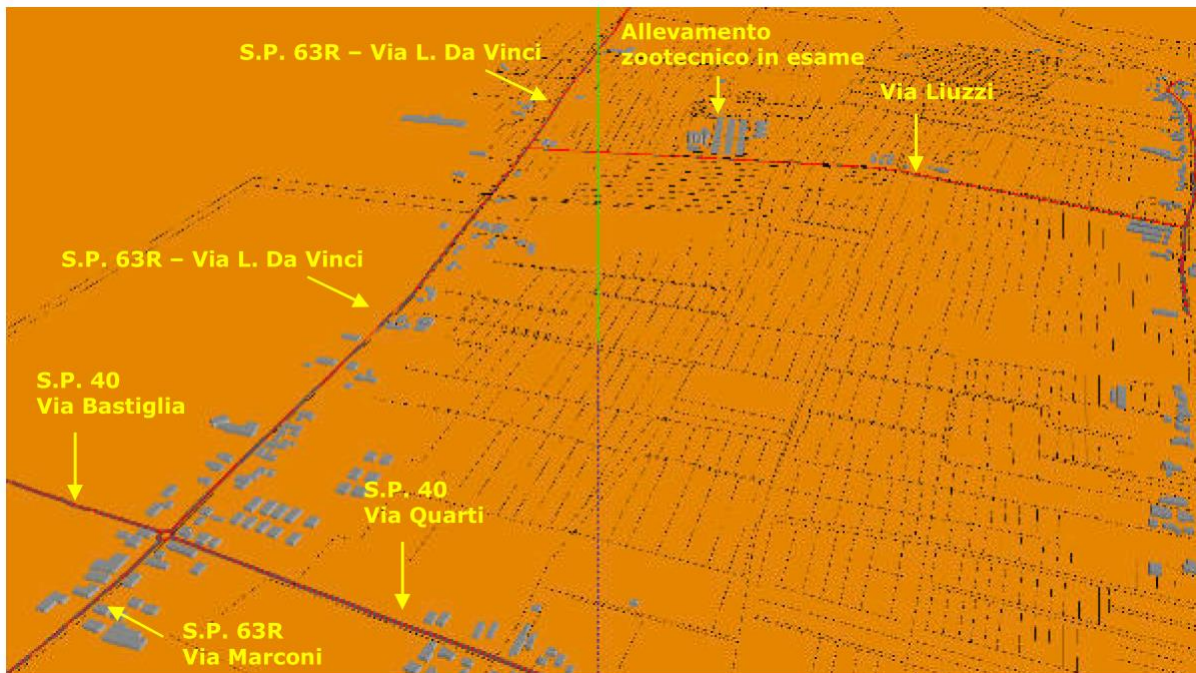 S.P. 63R – Via L. Da Vinci
Allevamento
zootecnico in esame
Via Liuzzi
S.P. 63R – Via L. Da Vinci
S.P. 40
Via Bastiglia
S.P. 40
Via Quarti
S.P. 63R
Via Marconi